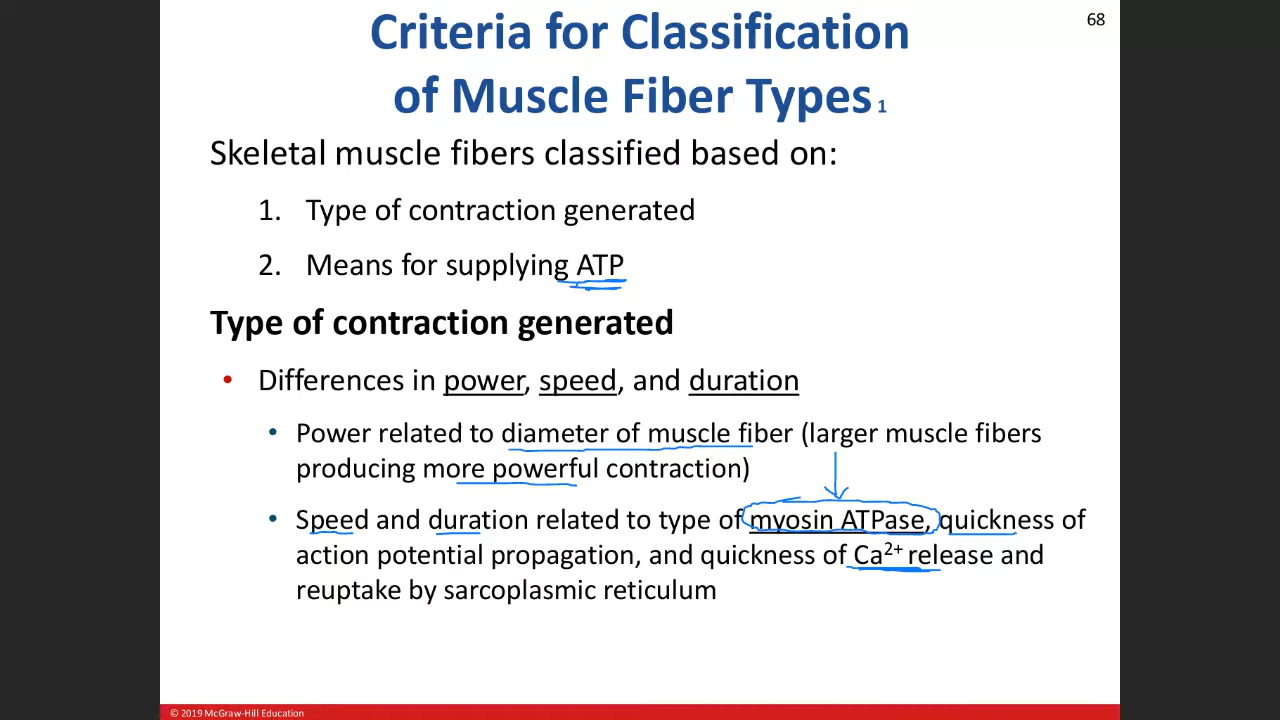 68
Criteria for Classification
of Muscle Fiber Types 1
Skeletal muscle fibers classified based on:
1. Type of contraction generated
2. Means for supplying ATP
Type of contraction generated
• Differences in power, speed, and duration
• Power related to diameter of muscle fiber (larger muscle fibers
producing more powerful contraction)
• Speed and duration related to type of myosin ATPase, quickness of
action potential propagation, and quickness of Ca²⁺ release and
reuptake by sarcoplasmic reticulum
© 2019 McGraw-Hill Education